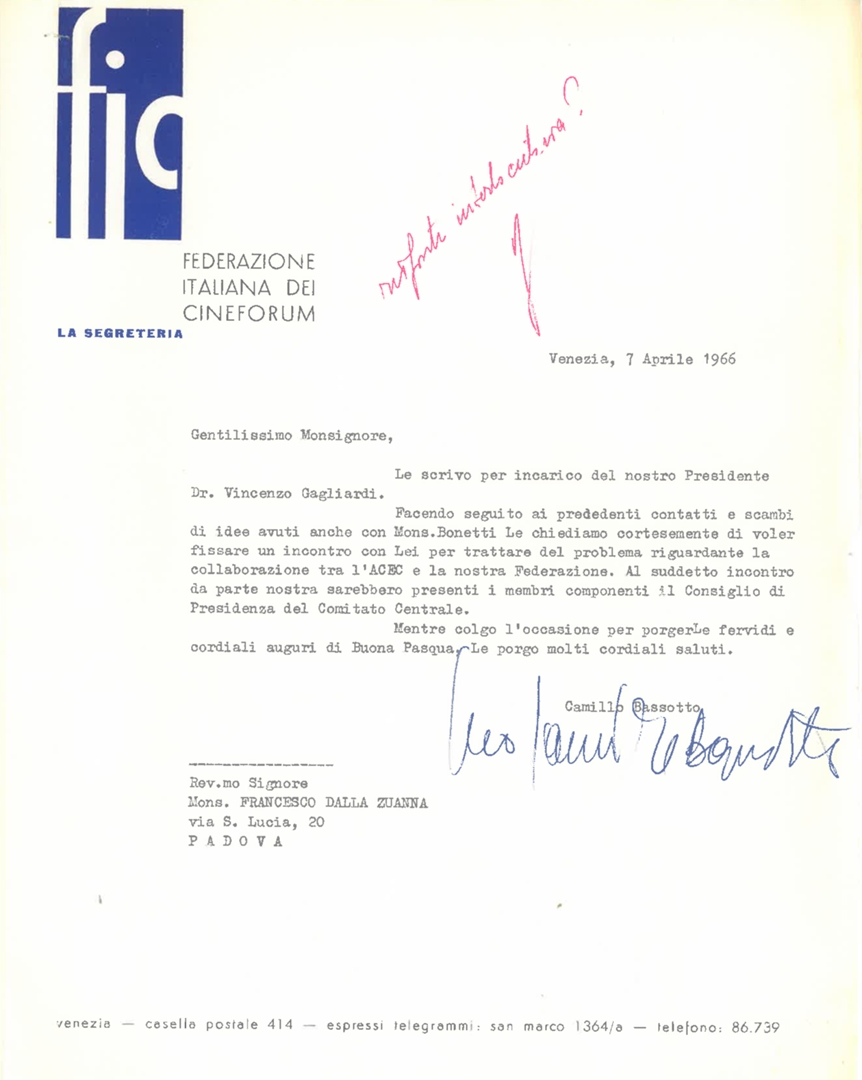 fic
FEDERAZIONE
ITALIANA DEI
CINEFORUM
LA SEGRETERIA
interlocutoria?
Venezia, 7 Aprile 1966
Gentilissimo Monsignore,
Le scrivo per incarico del nostro Presidente
Dr. Vincenzo Gagliardi.
Facendo seguito ai prededenti contatti e scambi
di idee avuti anche con Mons.Bonetti Le chiediamo cortesemente di voler
fissare un incontro con Lei per trattare del problema riguardante la
collaborazione tra l'ACEC e la nostra Federazione. Al suddetto incontro
da parte nostra sarebbero presenti i membri componenti il Consiglio di
Presidenza del Comitato Centrale.
Mentre colgo l'occasione per porgerLe fervidi e
cordiali auguri di Buona Pasqua, Le porgo molti cordiali saluti.
Camillo Bassotto
Rev.mo Signore
Mons. FRANCESCO DALLA ZUANNA
via S. Lucia, 20
P A D O V A
venezia — casella postale 414 — espressi telegrammi: san marco 1364/a — telefono: 86.739